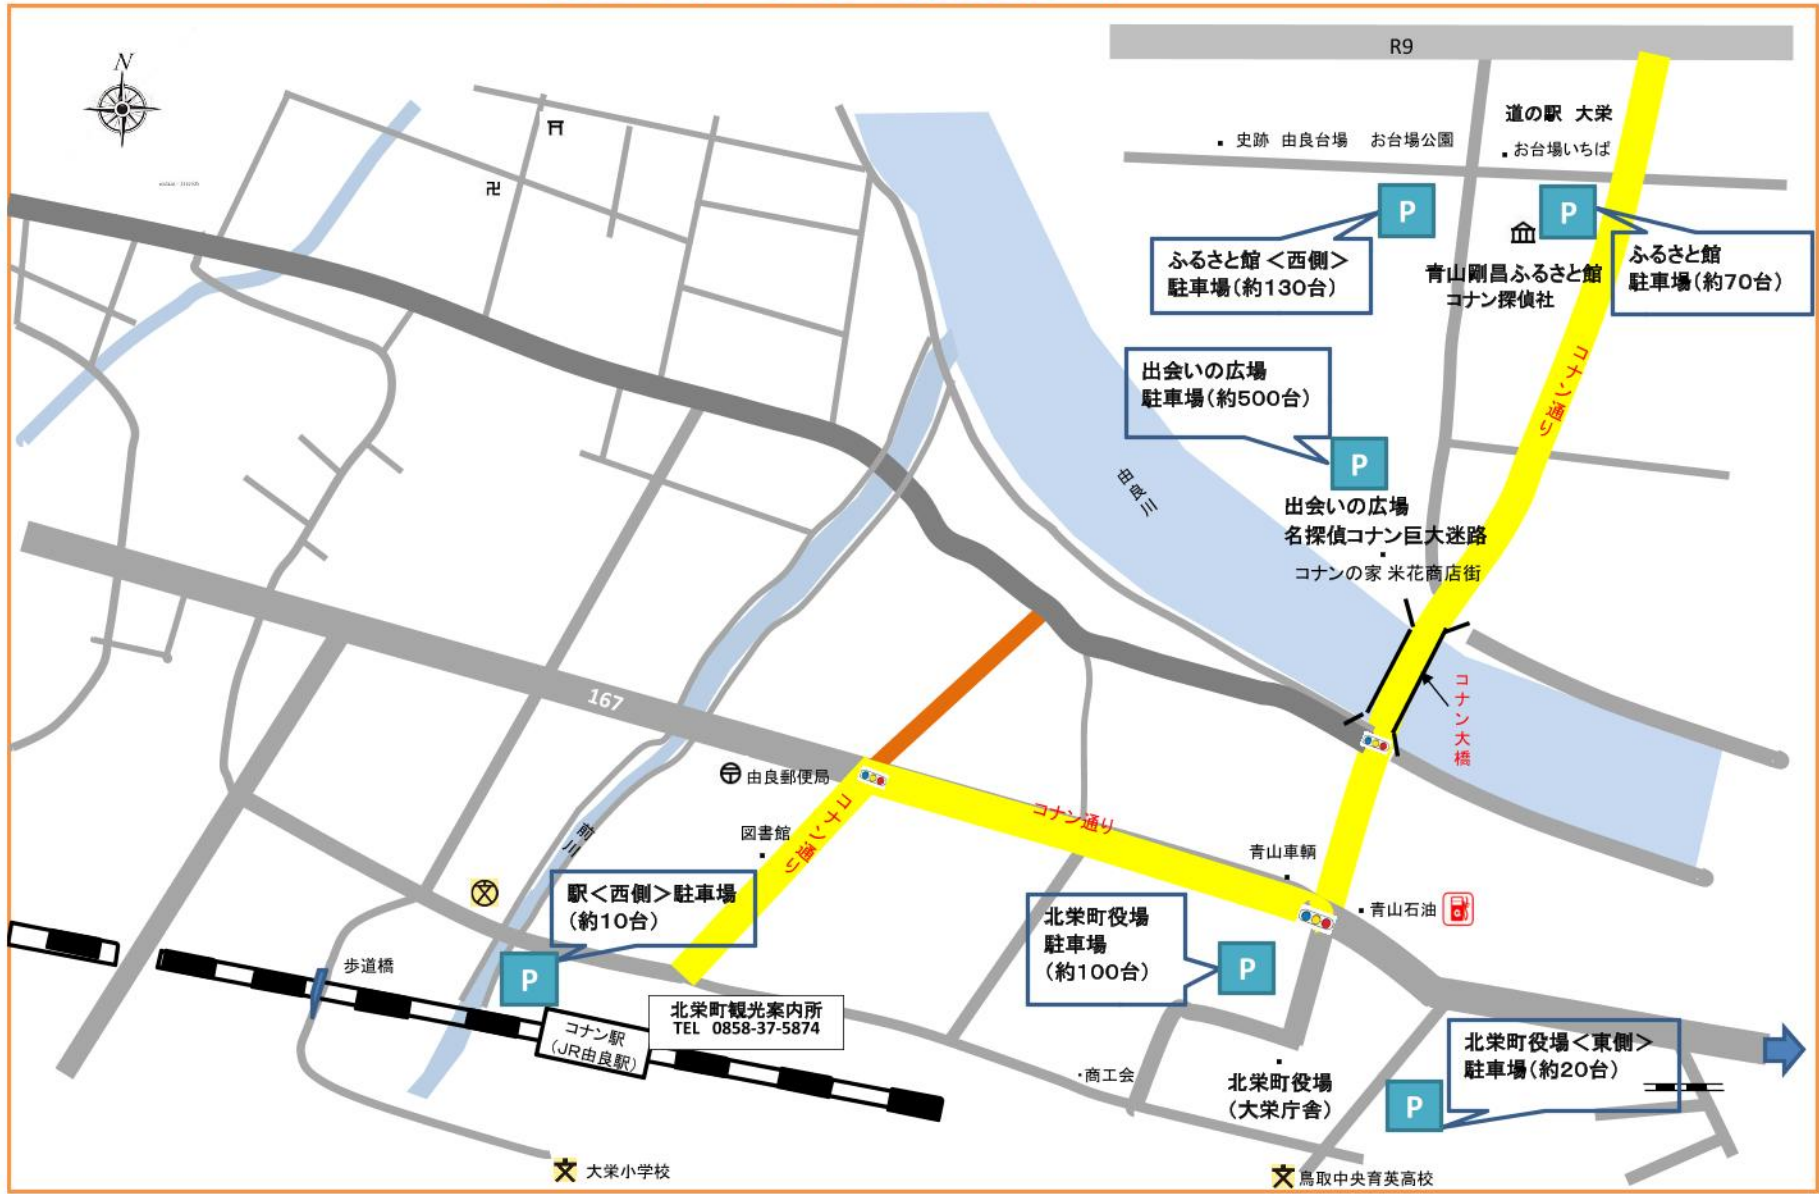 N
R9
道の駅 大栄
史跡 由良台場 お台場公園
お台場いちば
P
P
ふるさと館 <西側>
駐車場(約130台)
ふるさと館
駐車場(約70台)
青山剛昌ふるさと館
コナン探偵社
コナン通り
出会いの広場
駐車場(約500台)
P
由良川
出会いの広場
名探偵コナン巨大迷路
コナンの家 米花商店街
コナン大橋
167
由良郵便局
コナン通り
コナン通り
図書館
前川
青山車輌
青山石油
駅<西側>駐車場
(約10台)
P
北栄町役場
駐車場
(約100台)
P
歩道橋
コナン駅
(JR由良駅)
北栄町観光案内所
TEL 0858-37-5874
北栄町役場<東側>
駐車場(約20台)
P
・商工会
北栄町役場
(大栄庁舎)
文
大栄小学校
文
鳥取中央育英高校